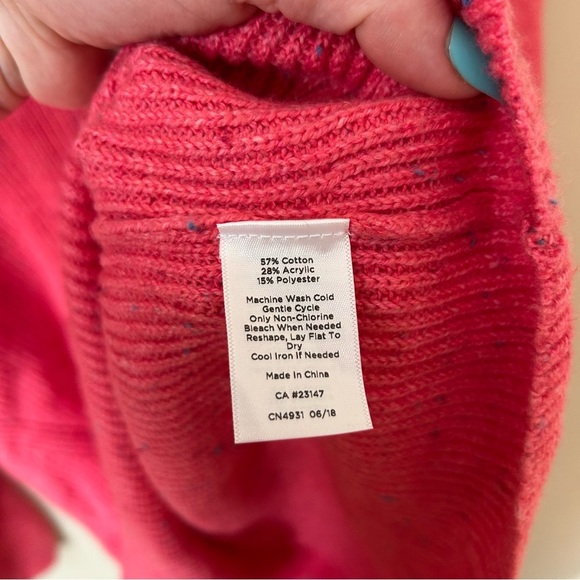 57% Cotton
28% Acrylic
15% Polyester
Machine Wash Cold
Gentle Cycle
Only Non-Chlorine
Bleach When Needed
Reshape, Lay Flat To
Dry
Cool Iron If Needed
Made in China
CA #23147
CN4931 06/18